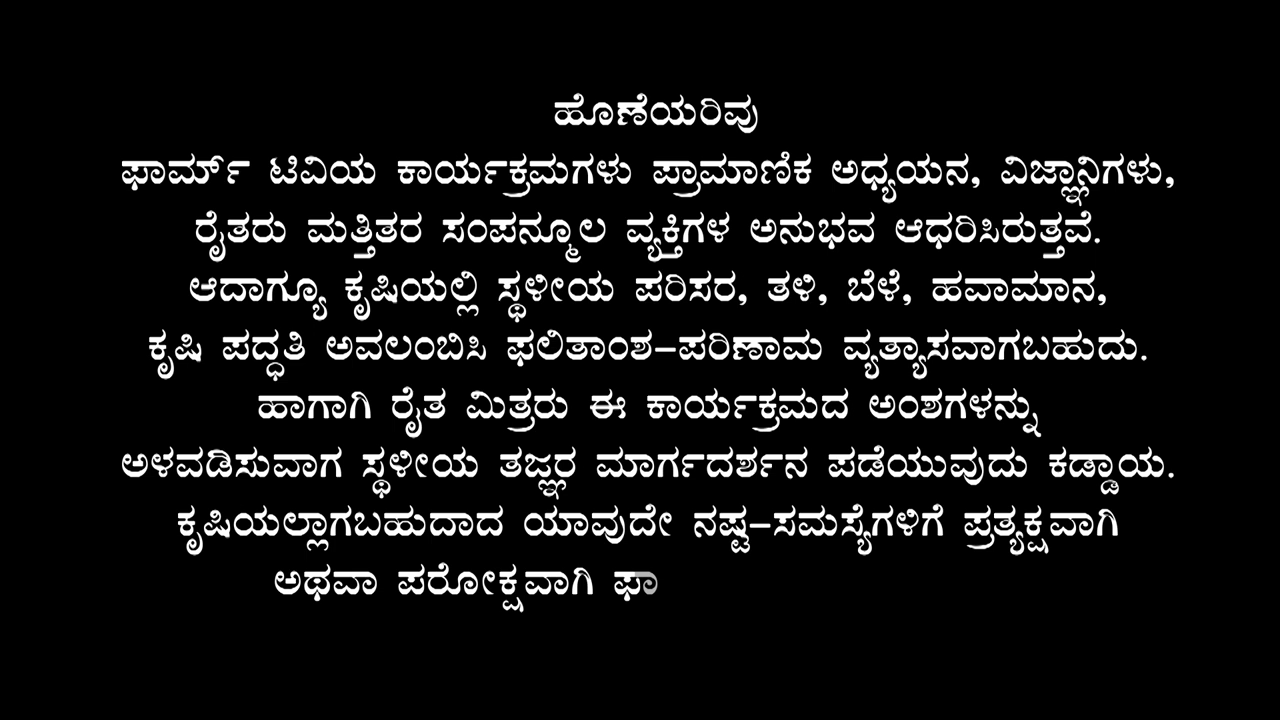 ಹೊಣೆಯರಿವು
ಫಾರ್ಮ್ ಟಿವಿಯ ಕಾರ್ಯಕ್ರಮಗಳು ಪ್ರಾಮಾಣಿಕ ಅಧ್ಯಯನ, ವಿಜ್ಞಾನಿಗಳು,
ರೈತರು ಮತ್ತಿತರ ಸಂಪನ್ಮೂಲ ವ್ಯಕ್ತಿಗಳ ಅನುಭವ ಆಧರಿಸಿರುತ್ತವೆ.
ಆದಾಗ್ಯೂ ಕೃಷಿಯಲ್ಲಿ ಸ್ಥಳೀಯ ಪರಿಸರ, ತಳಿ, ಬೆಳೆ, ಹವಾಮಾನ,
ಕೃಷಿ ಪದ್ಧತಿ ಅವಲಂಬಿಸಿ ಫಲಿತಾಂಶ–ಪರಿಣಾಮ ವ್ಯತ್ಯಾಸವಾಗಬಹುದು.
ಹಾಗಾಗಿ ರೈತ ಮಿತ್ರರು ಈ ಕಾರ್ಯಕ್ರಮದ ಅಂಶಗಳನ್ನು
ಅಳವಡಿಸುವಾಗ ಸ್ಥಳೀಯ ತಜ್ಞರ ಮಾರ್ಗದರ್ಶನ ಪಡೆಯುವುದು ಕಡ್ಡಾಯ.
ಕೃಷಿಯಲ್ಲಾಗಬಹುದಾದ ಯಾವುದೇ ನಷ್ಟ–ಸಮಸ್ಯೆಗಳಿಗೆ ಪ್ರತ್ಯಕ್ಷವಾಗಿ
ಅಥವಾ ಪರೋಕ್ಷವಾಗಿ ಫಾ